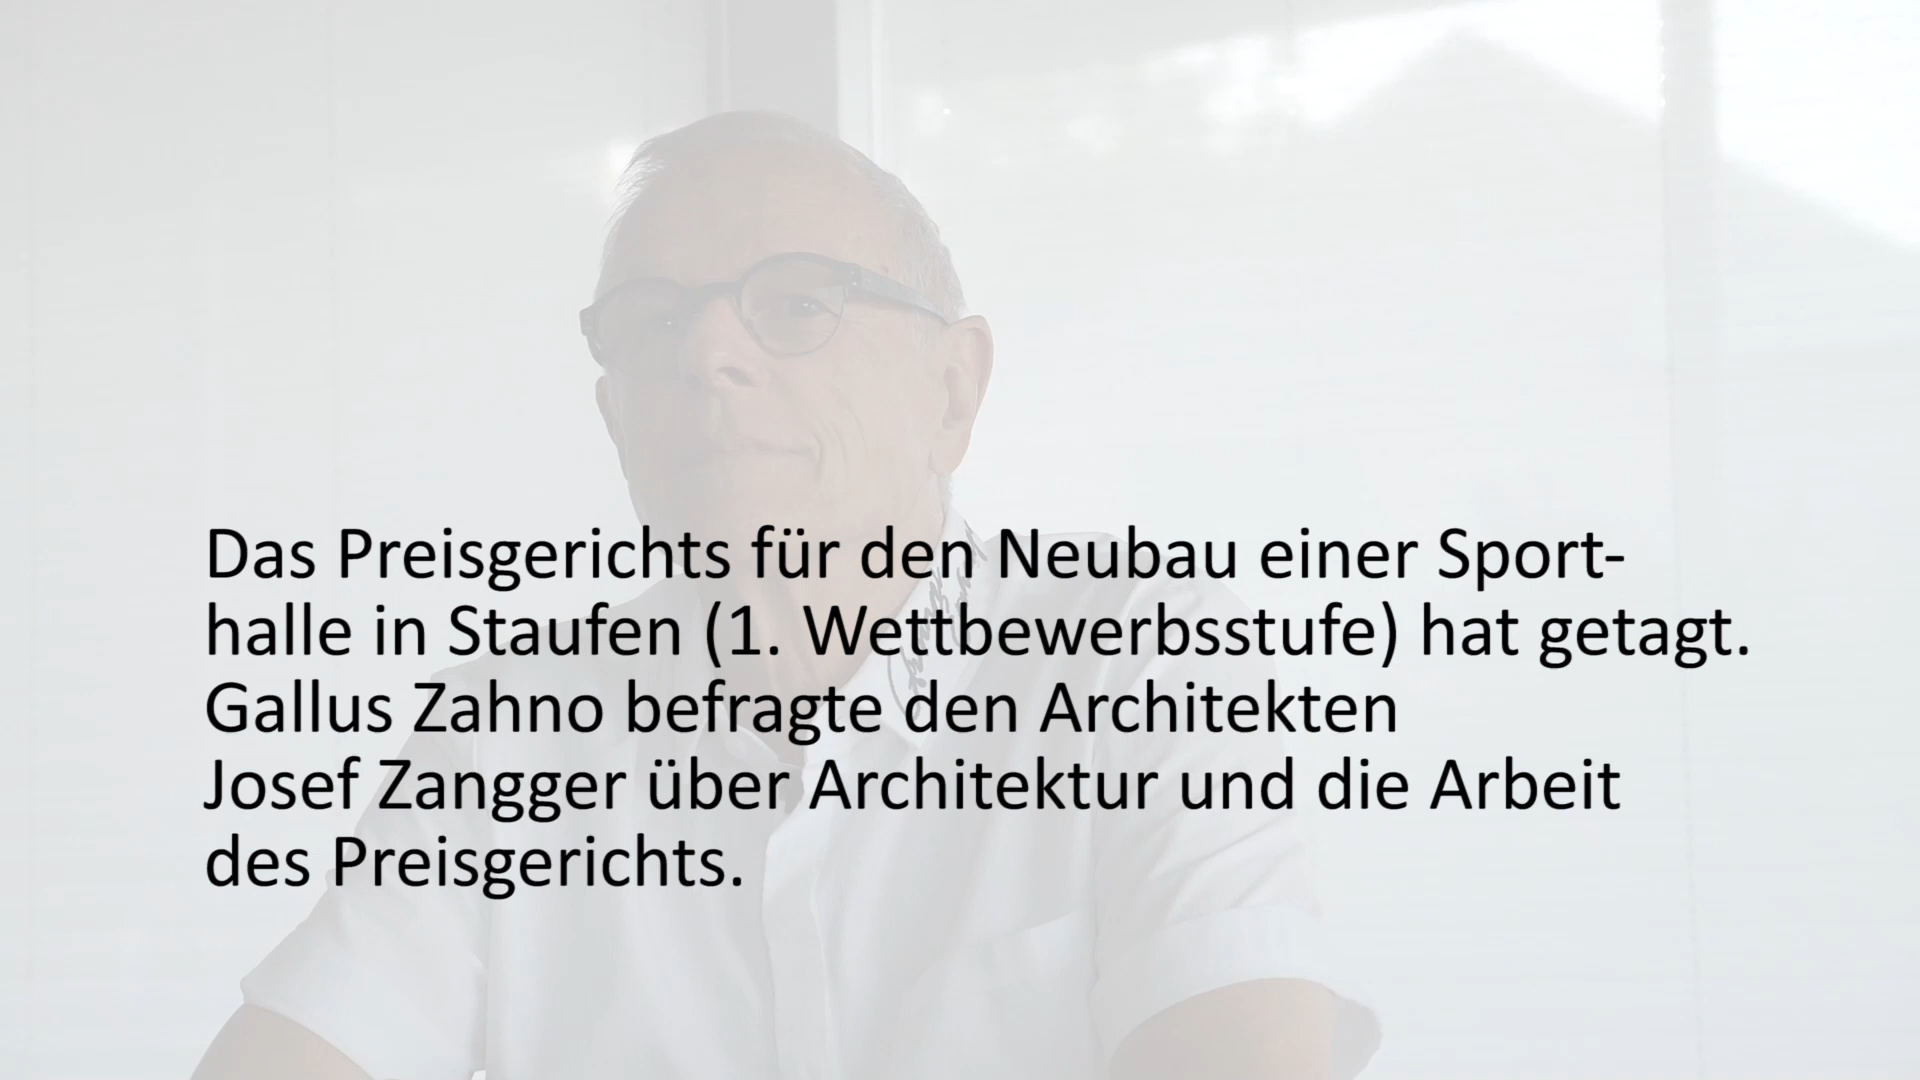 Das Preisgerichts für den Neubau einer Sport-
halle in Staufen (1. Wettbewerbsstufe) hat getagt.
Gallus Zahno befragte den Architekten
Josef Zangger über Architektur und die Arbeit
des Preisgerichts.